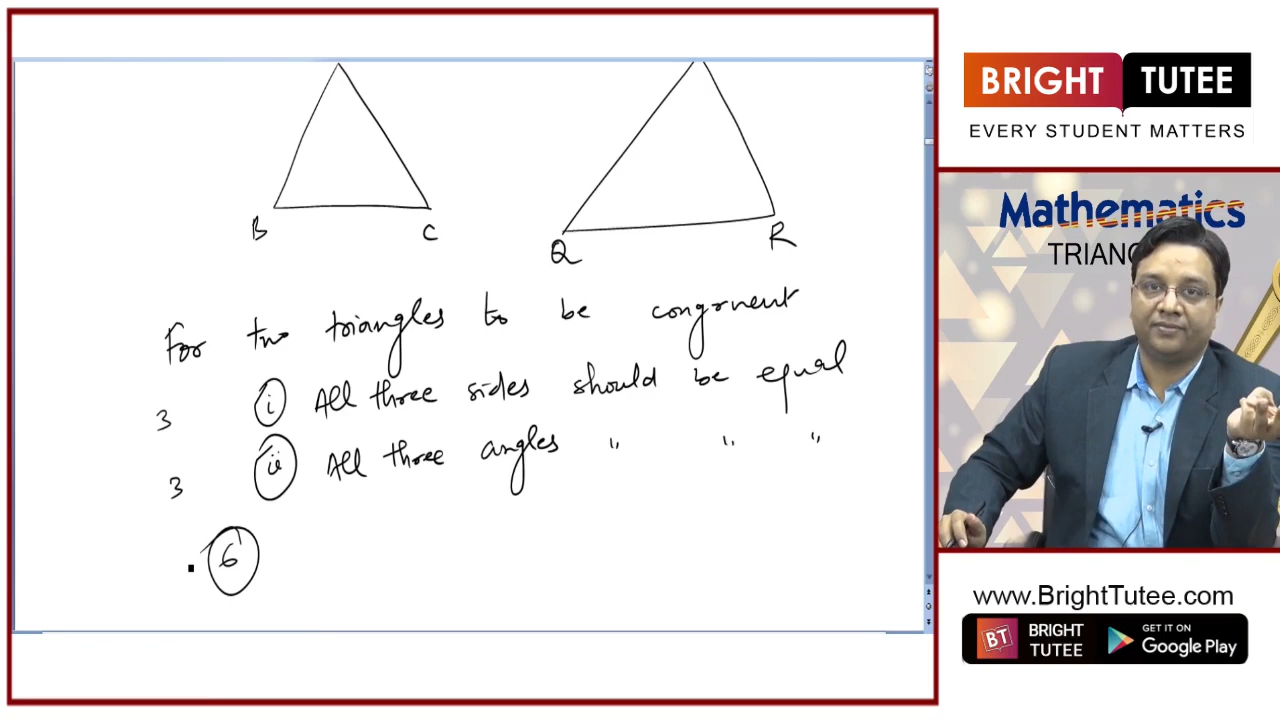 B
C
Q
R
For two triangles to be congruent
3 i All three sides should be equal
3 ii All three angles " " "
6
BRIGHT TUTEE
EVERY STUDENT MATTERS
Mathematics
TRIAN
www.BrightTutee.com
BT BRIGHT TUTEE
GET IT ON
Google Play